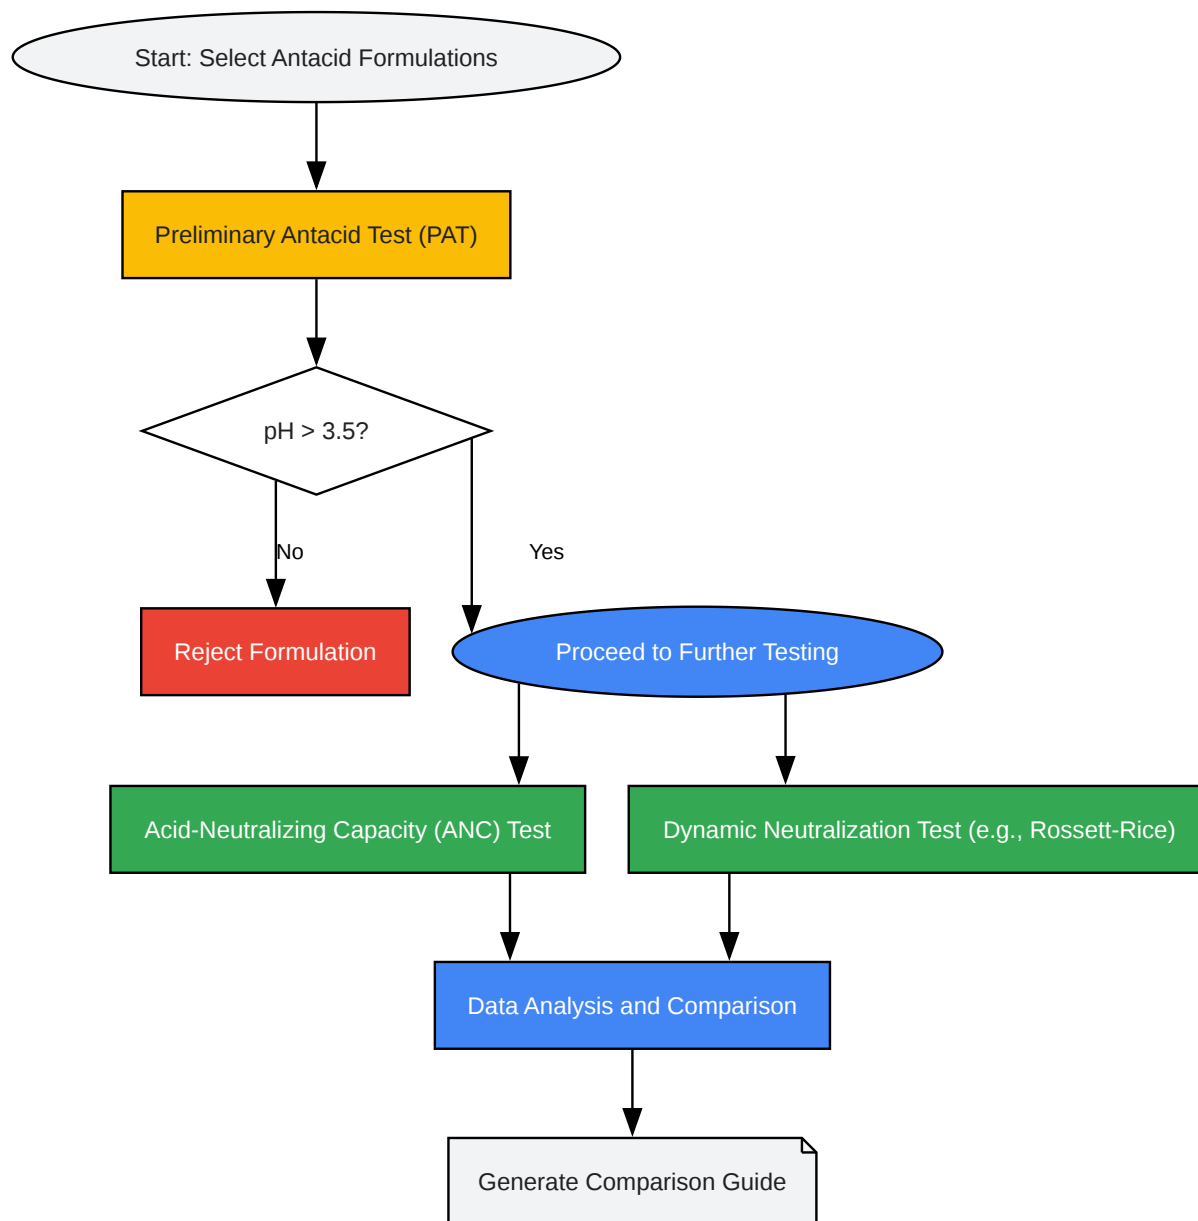 Start: Select Antacid Formulations
Preliminary Antacid Test (PAT)
pH > 3.5?
No
Yes
Reject Formulation
Proceed to Further Testing
Acid-Neutralizing Capacity (ANC) Test
Dynamic Neutralization Test (e.g., Rossett-Rice)
Data Analysis and Comparison
Generate Comparison Guide